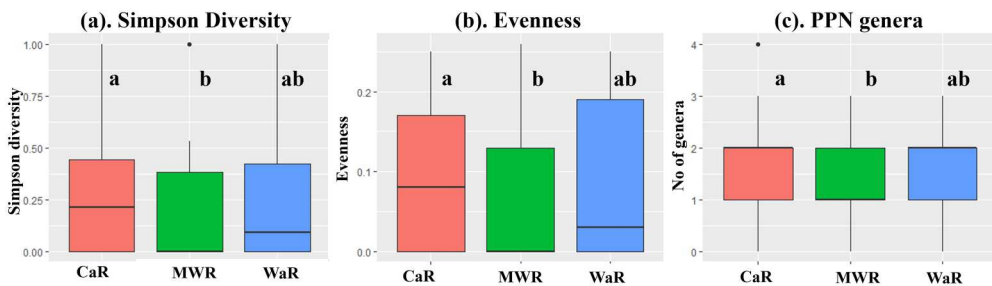 (a). Simpson Diversity
Simpson diversity
1.00
0.75
0.50
0.25
0.00
a
b
ab
CaR
MWR
WaR
(b). Evenness
Evenness
0.2
0.1
0.0
a
b
ab
CaR
MWR
WaR
(c). PPN genera
No of genera
4
3
2
1
0
a
b
ab
CaR
MWR
WaR